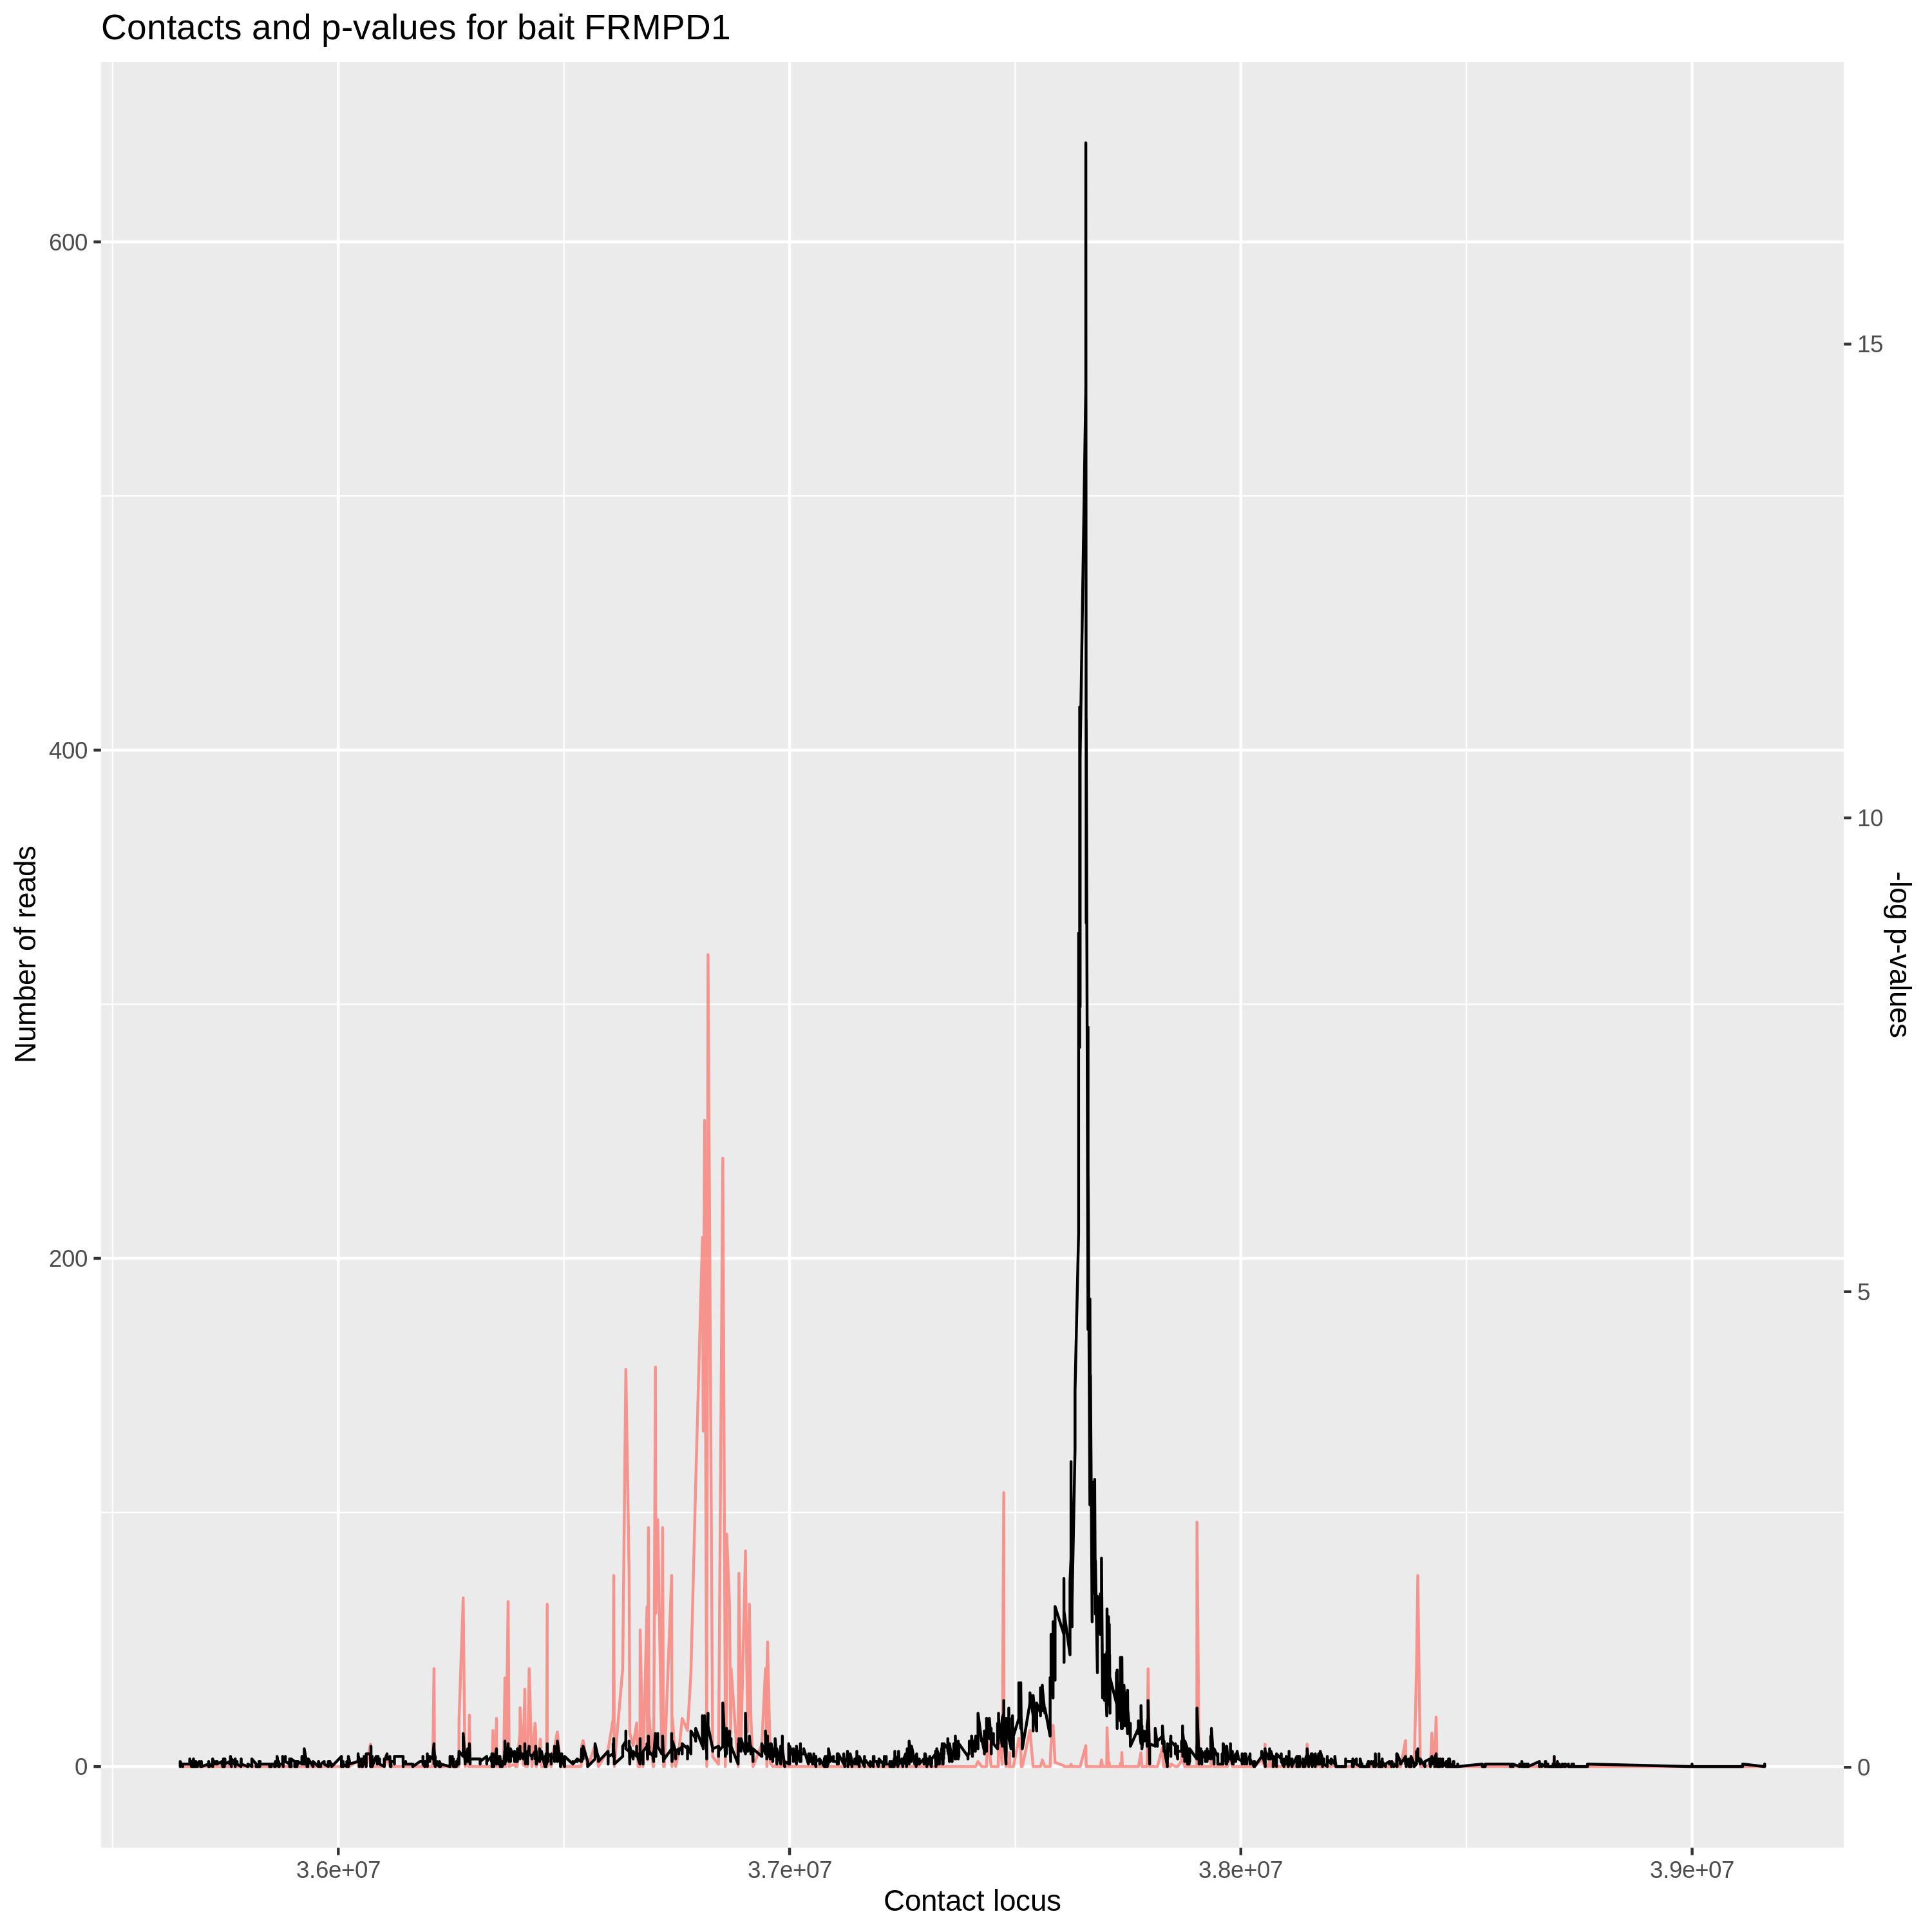 Contacts and p-values for bait FRMPD1
600
400
200
0
Number of reads
15
10
5
0
-log p-values
3.6e+07
3.7e+07
3.8e+07
3.9e+07
Contact locus